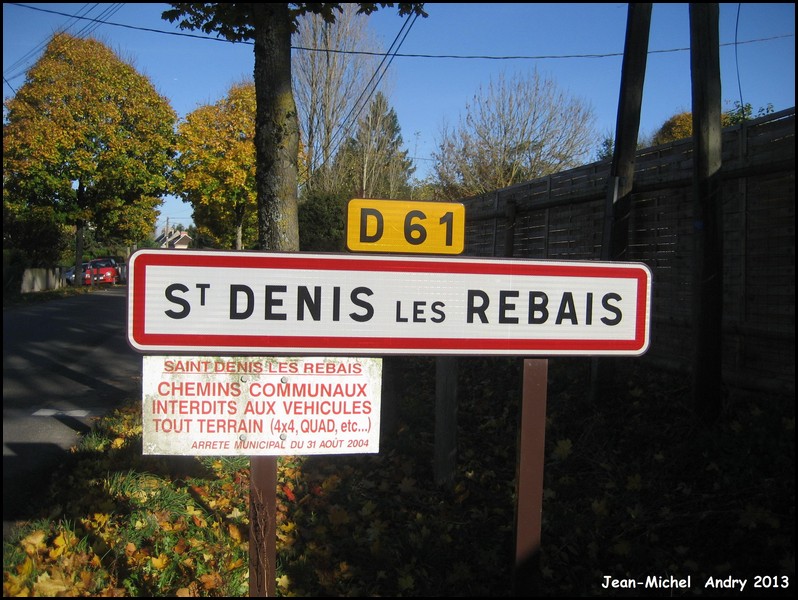 D 61
ST DENIS LES REBAIS
SAINT DENIS LES REBAIS
CHEMINS COMMUNAUX
INTERDITS AUX VEHICULES
TOUT TERRAIN (4x4, QUAD, etc...)
ARRETE MUNICIPAL DU 31 AOÛT 2004
Jean-Michel Andry 2013